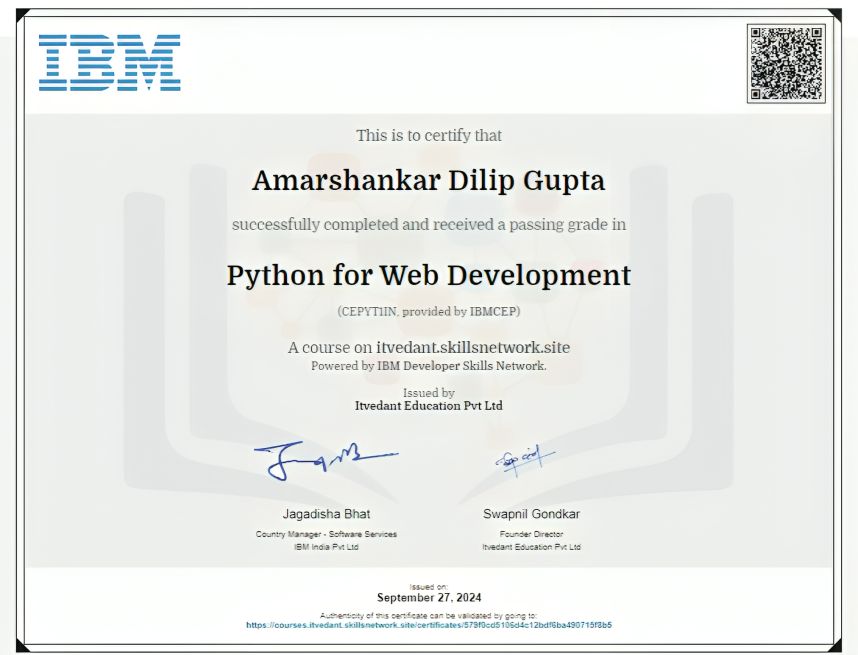 IBM
This is to certify that
Amarshankar Dilip Gupta
successfully completed and received a passing grade in
Python for Web Development
(CEPYT1IN, provided by IBMCEP)
A course on itvedant.skillsnetwork.site
Powered by IBM Developer Skills Network.
Issued by
Itvedant Education Pvt Ltd
Jagadisha Bhat
Country Manager - Software Services
IBM India Pvt Ltd
Swapnil Gondkar
Founder Director
Itvedant Education Pvt Ltd
Issued on:
September 27, 2024
Authenticity of this certificate can be validated by going to:
https://courses.itvedant.skillsnetwork.site/certificates/579f0cd5106d4c12bdf6ba490715f8b5